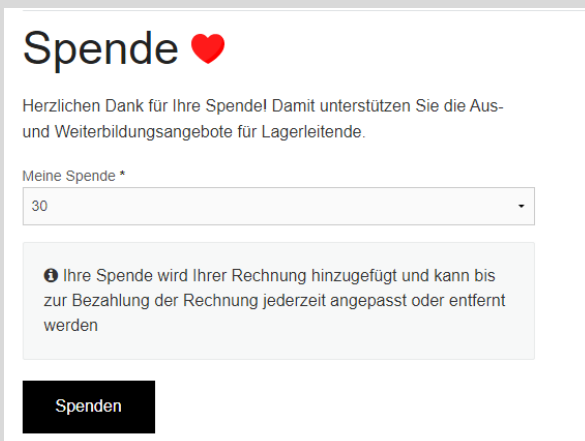 Spende ❤
Herzlichen Dank für Ihre Spende! Damit unterstützen Sie die Aus-
und Weiterbildungsangebote für Lagerleitende.
Meine Spende *
30
Ihre Spende wird Ihrer Rechnung hinzugefügt und kann bis
zur Bezahlung der Rechnung jederzeit angepasst oder entfernt
werden
Spenden